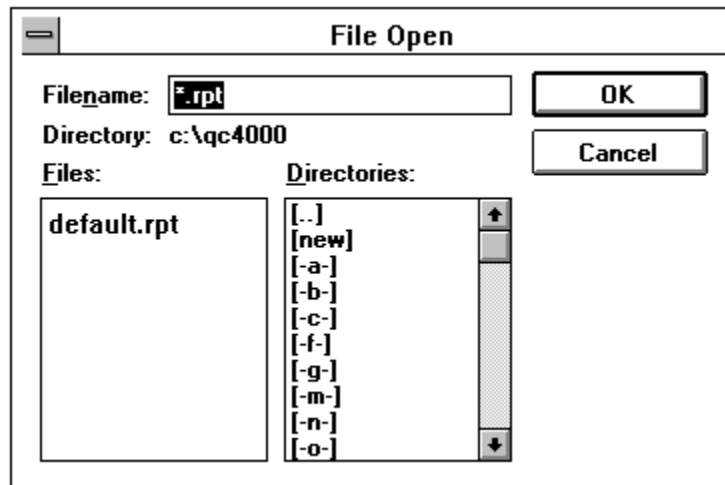 File Open
Filename: *.rpt
OK
Directory: c:\qc4000
Cancel
Files:
Directories:
default.rpt
[..]
[new]
[-a-]
[-b-]
[-c-]
[-f-]
[-g-]
[-m-]
[-n-]
[-o-]